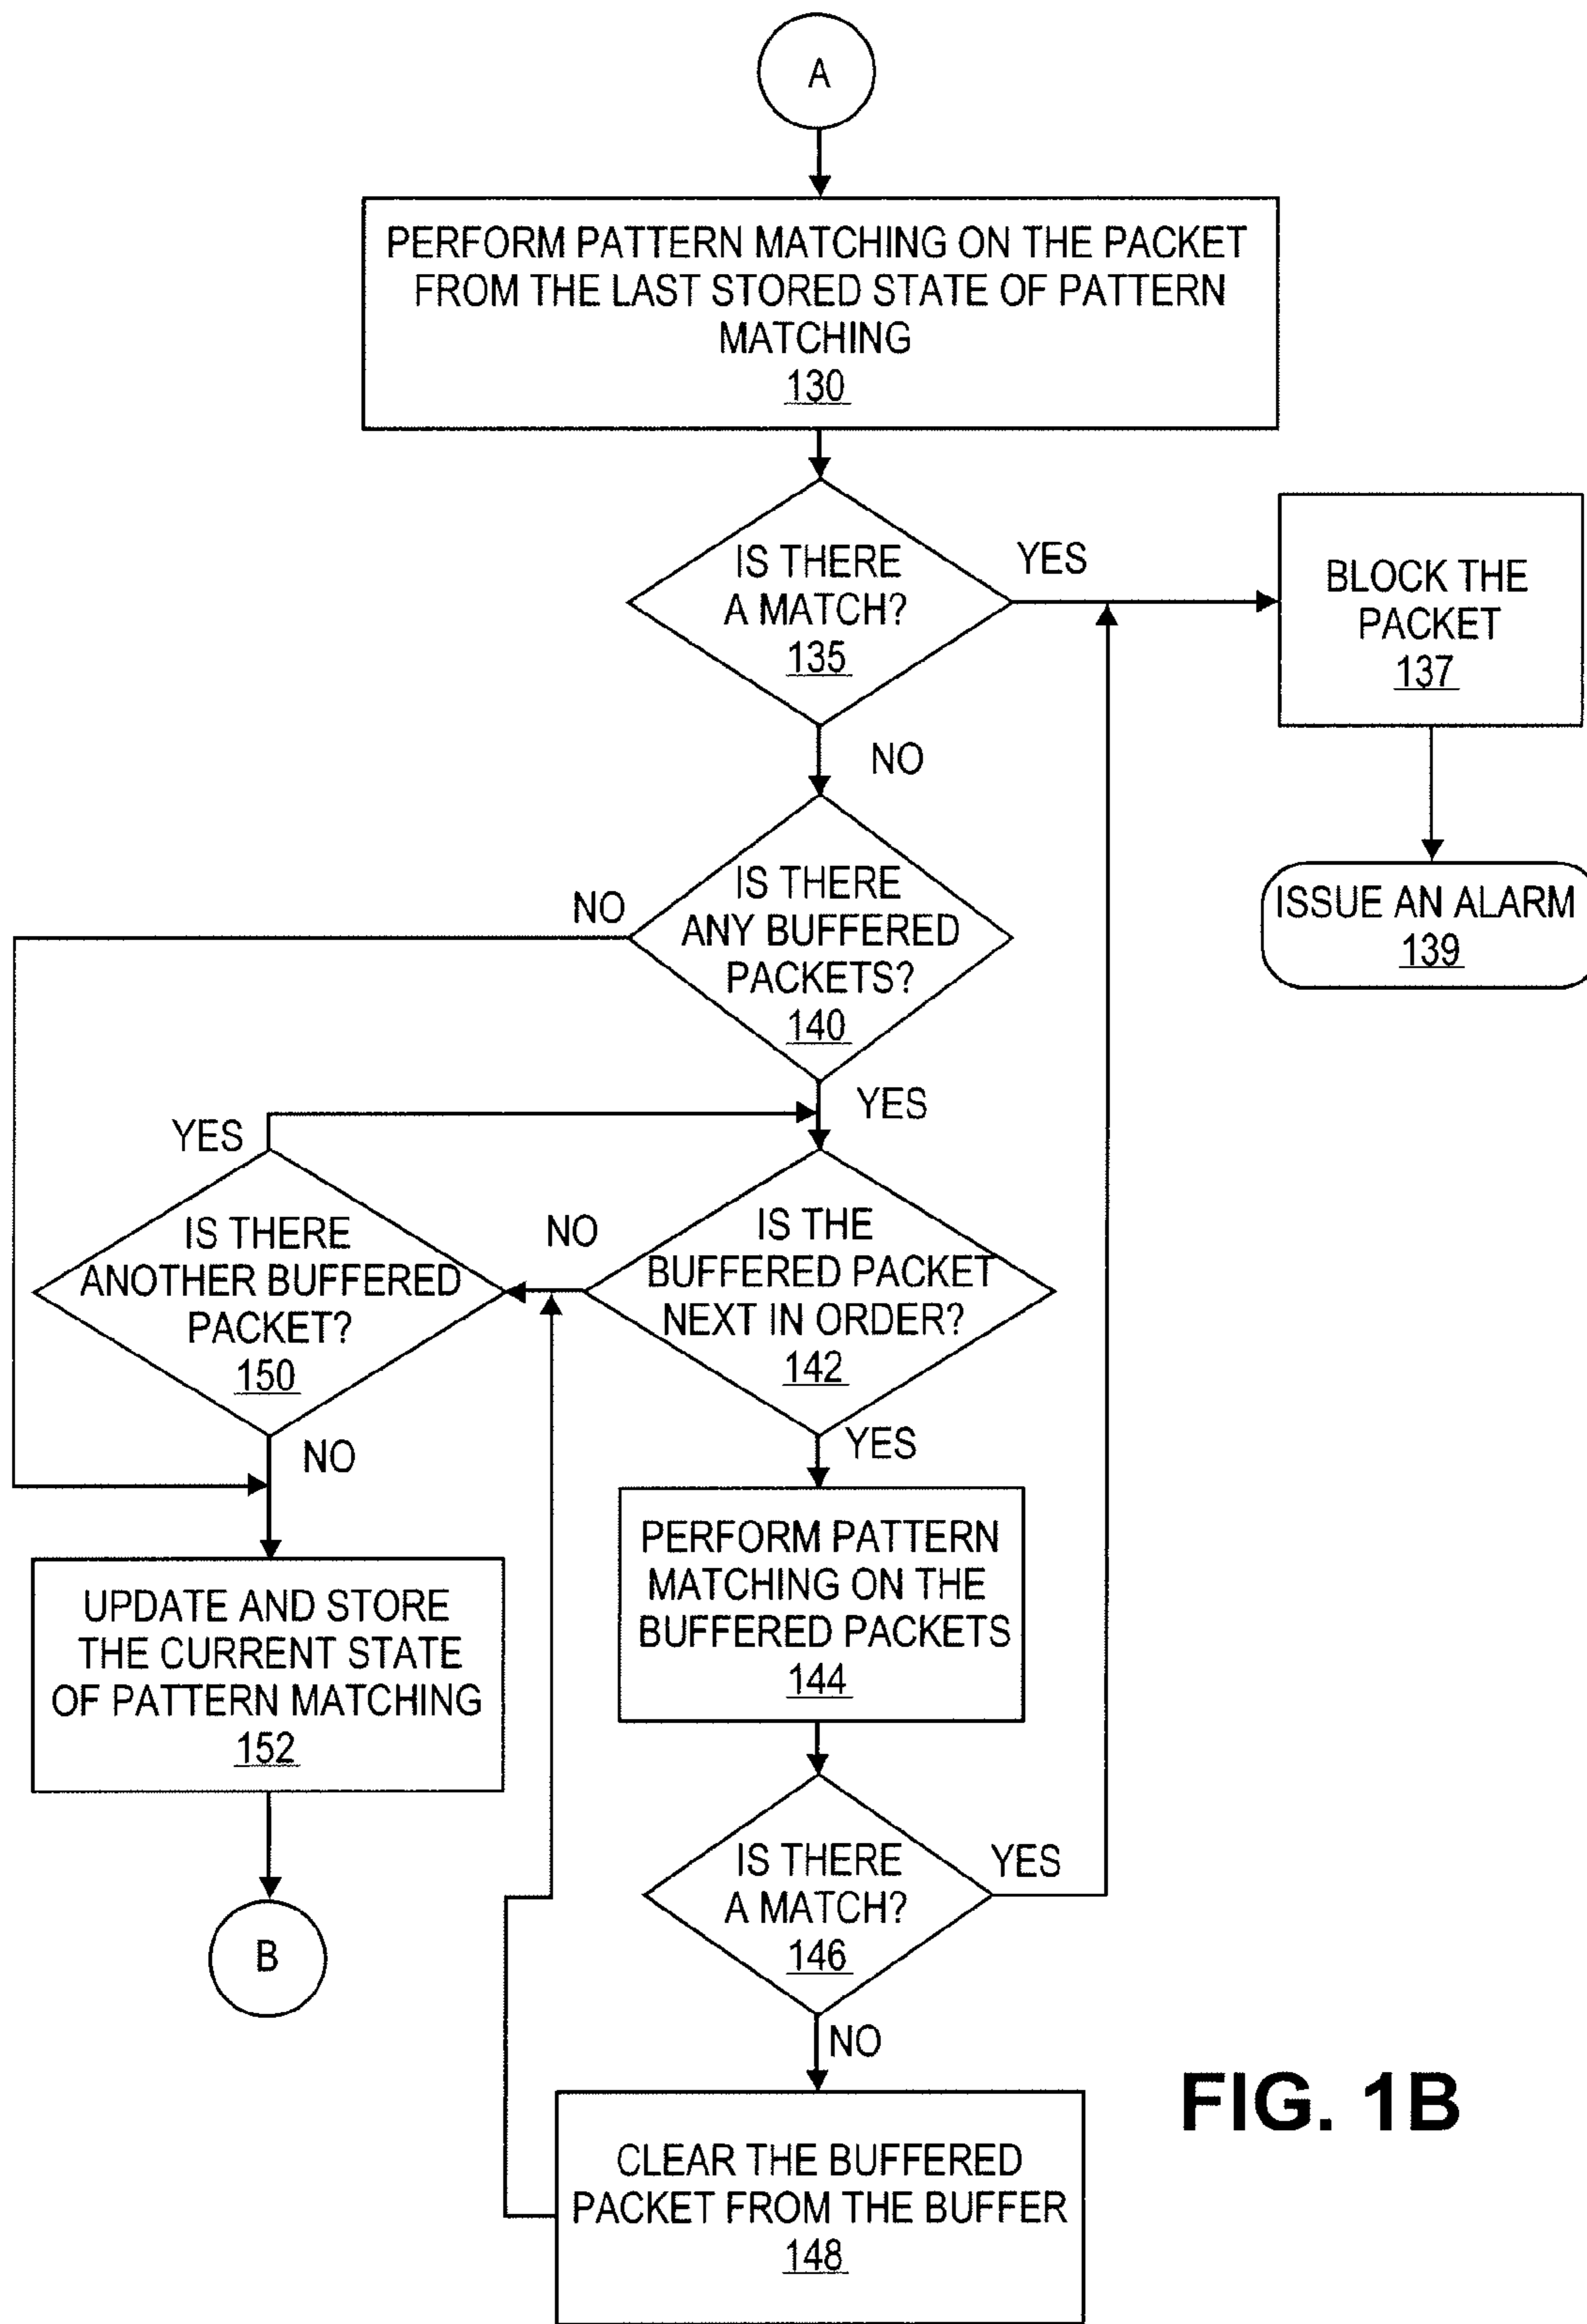 A
PERFORM PATTERN MATCHING ON THE PACKET
FROM THE LAST STORED STATE OF PATTERN
MATCHING
130
IS THERE
A MATCH?
135
YES
BLOCK THE
PACKET
137
NO
ISSUE AN ALARM
139
IS THERE
ANY BUFFERED
PACKETS?
140
NO
YES
YES
IS THERE
ANOTHER BUFFERED
PACKET?
150
NO
IS THE
BUFFERED PACKET
NEXT IN ORDER?
142
NO
YES
PERFORM PATTERN
MATCHING ON THE
BUFFERED PACKETS
144
UPDATE AND STORE
THE CURRENT STATE
OF PATTERN MATCHING
152
IS THERE
A MATCH?
146
YES
B
NO
CLEAR THE BUFFERED
PACKET FROM THE BUFFER
148
FIG. 1B